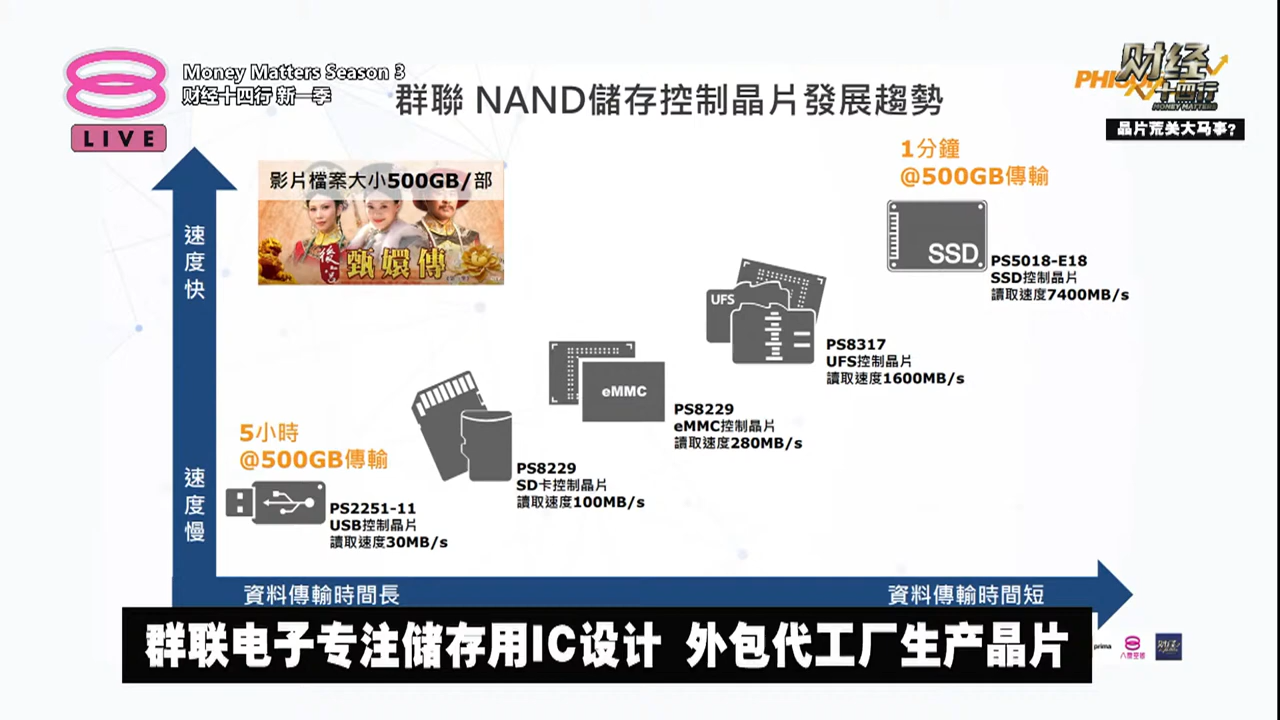 Money Matters Season 3
财经十四行 新一季
LIVE
群聯 NAND儲存控制晶片發展趨勢
财经
十四行
MONEY MATTERS
晶片荒关大马事?
速度快
速度慢
影片檔案大小500GB/部
後宮
甄嬛傳
1分鐘
@500GB傳輸
SSD
PS5018-E18
SSD控制晶片
讀取速度7400MB/s
UFS
PS8317
UFS控制晶片
讀取速度1600MB/s
eMMC
PS8229
eMMC控制晶片
讀取速度280MB/s
PS8229
SD卡控制晶片
讀取速度100MB/s
5小時
@500GB傳輸
PS2251-11
USB控制晶片
讀取速度30MB/s
資料傳輸時間長
資料傳輸時間短
群联电子专注储存用IC设计 外包代工厂生产晶片
prima
八度空间